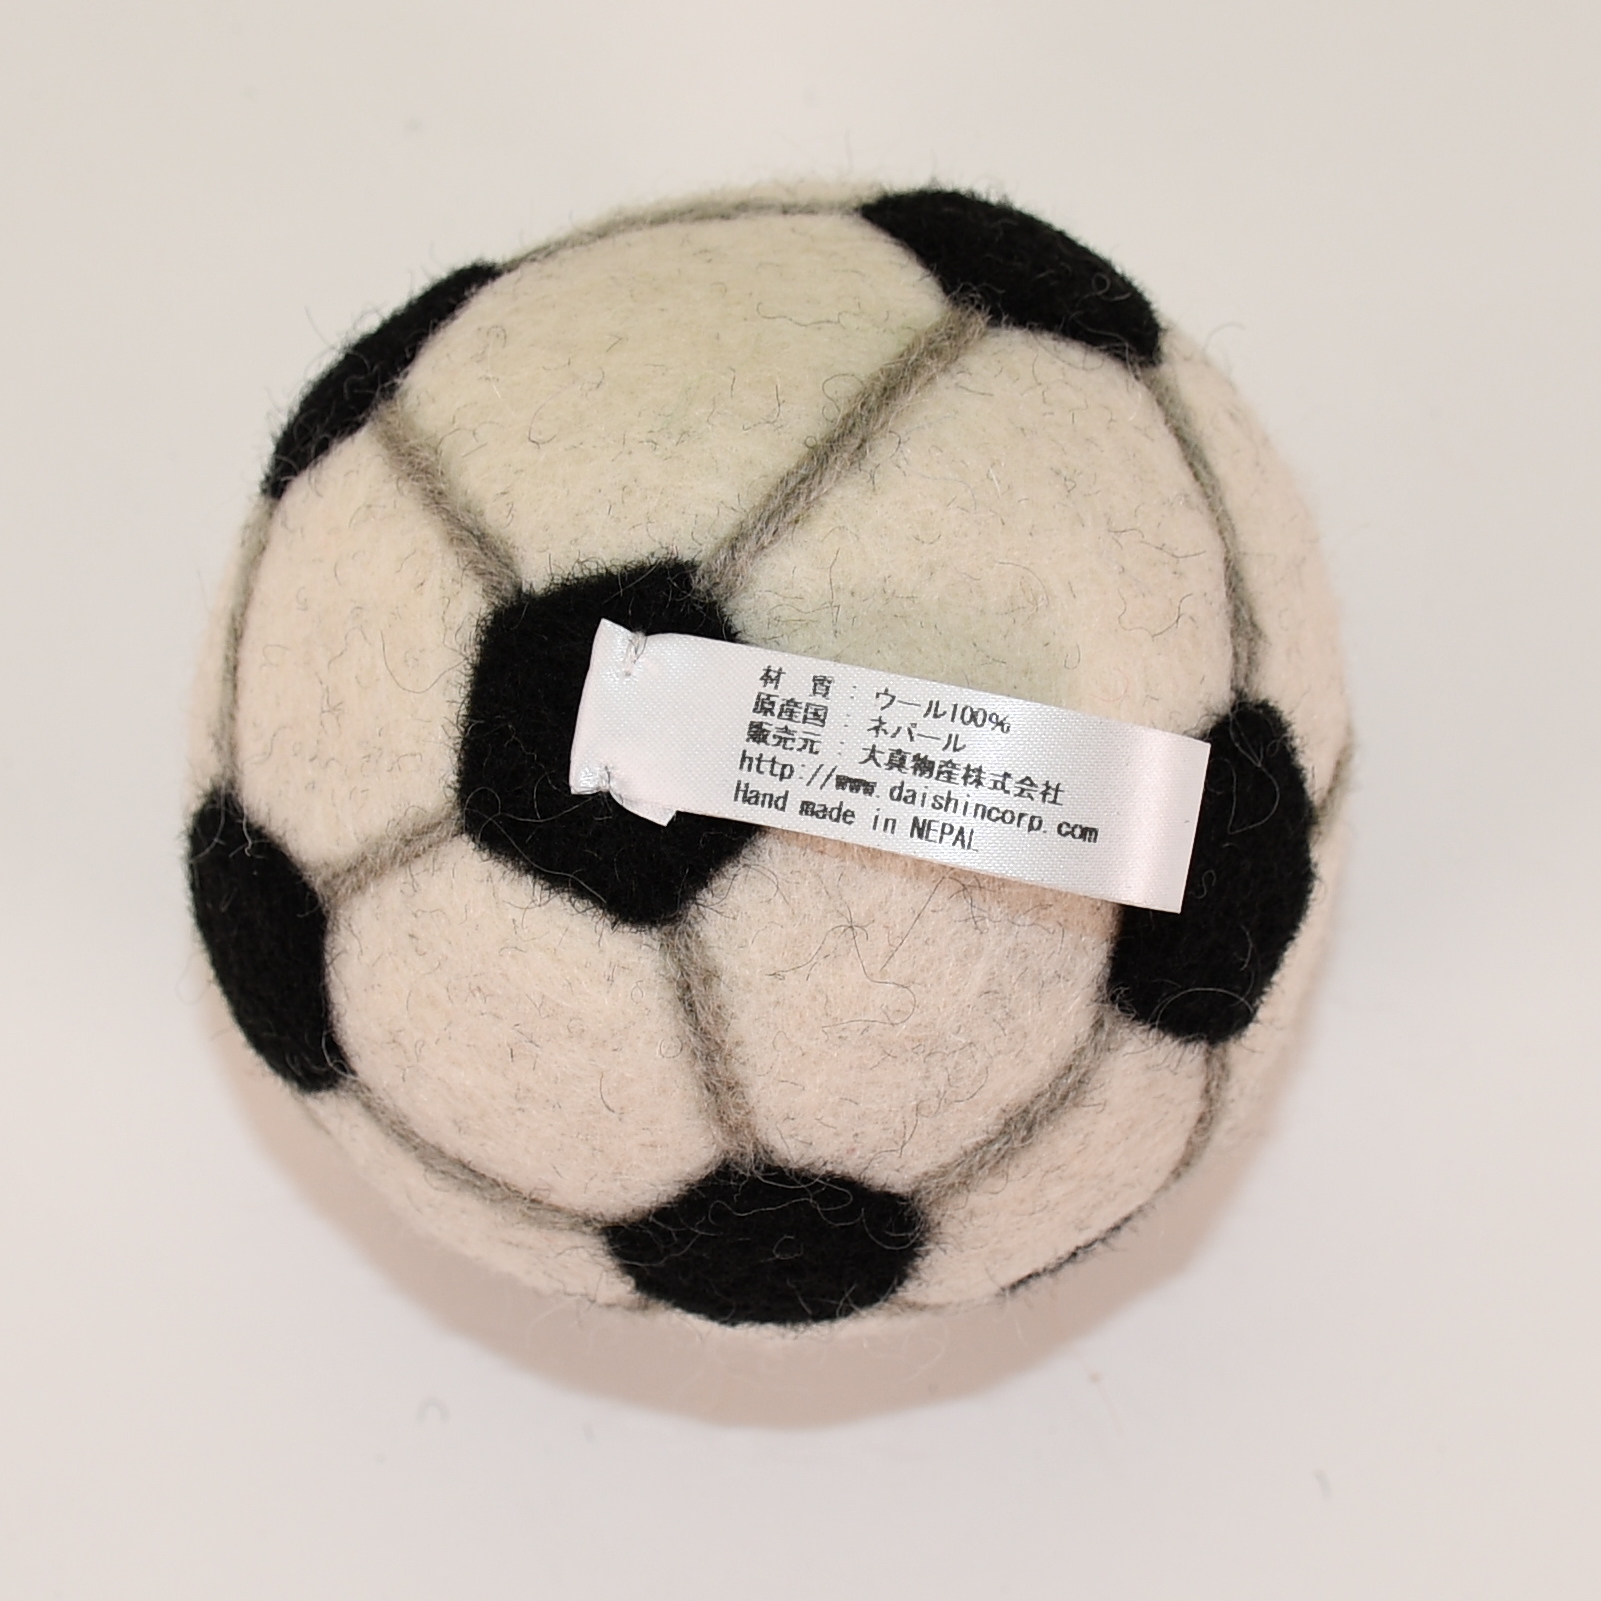 材　質 : ウール100%
原産国 : ネパール
販売元 : 大真物産株式会社
http://www.daishincorp.com
Hand made in NEPAL